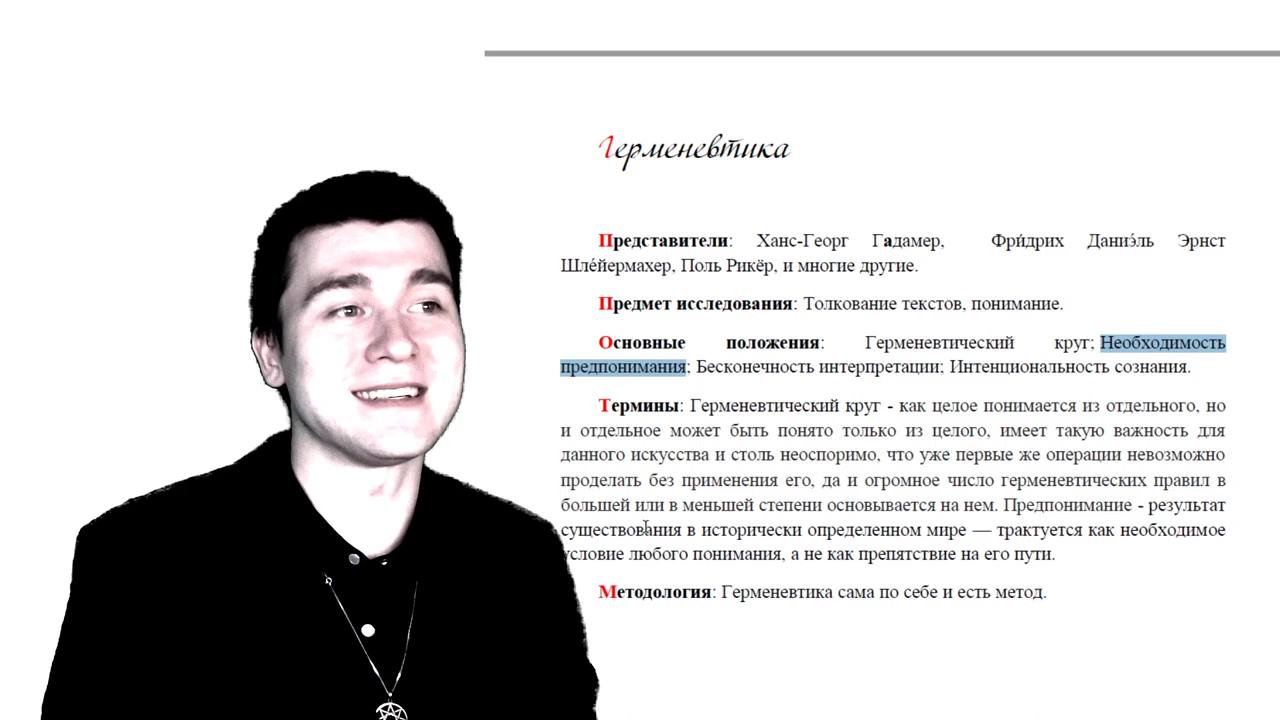 Герменевтика
Представители: Ханс-Георг Гадамер, Фри́дрих Даниэ́ль Эрнст
Шле́йермахер, Поль Рикёр, и многие другие.
Предмет исследования: Толкование текстов, понимание.
Основные положения: Герменевтический круг; Необходимость
предпонимания; Бесконечность интерпретации; Интенциональность сознания.
Термины: Герменевтический круг - как целое понимается из отдельного, но
и отдельное может быть понято только из целого, имеет такую важность для
данного искусства и столь неоспоримо, что уже первые же операции невозможно
проделать без применения его, да и огромное число герменевтических правил в
большей или в меньшей степени основывается на нем. Предпонимание - результат
существования в исторически определенном мире — трактуется как необходимое
условие любого понимания, а не как препятствие на его пути.
Методология: Герменевтика сама по себе и есть метод.